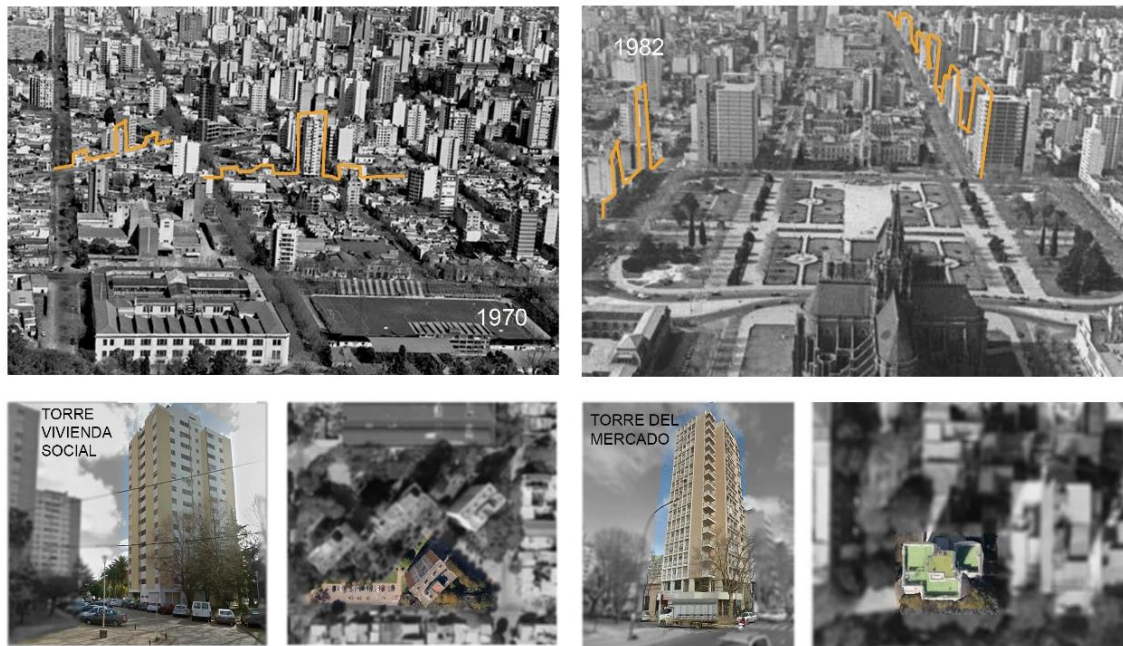 1982
1970
TORRE
VIVIENDA
SOCIAL
TORRE DEL
MERCADO